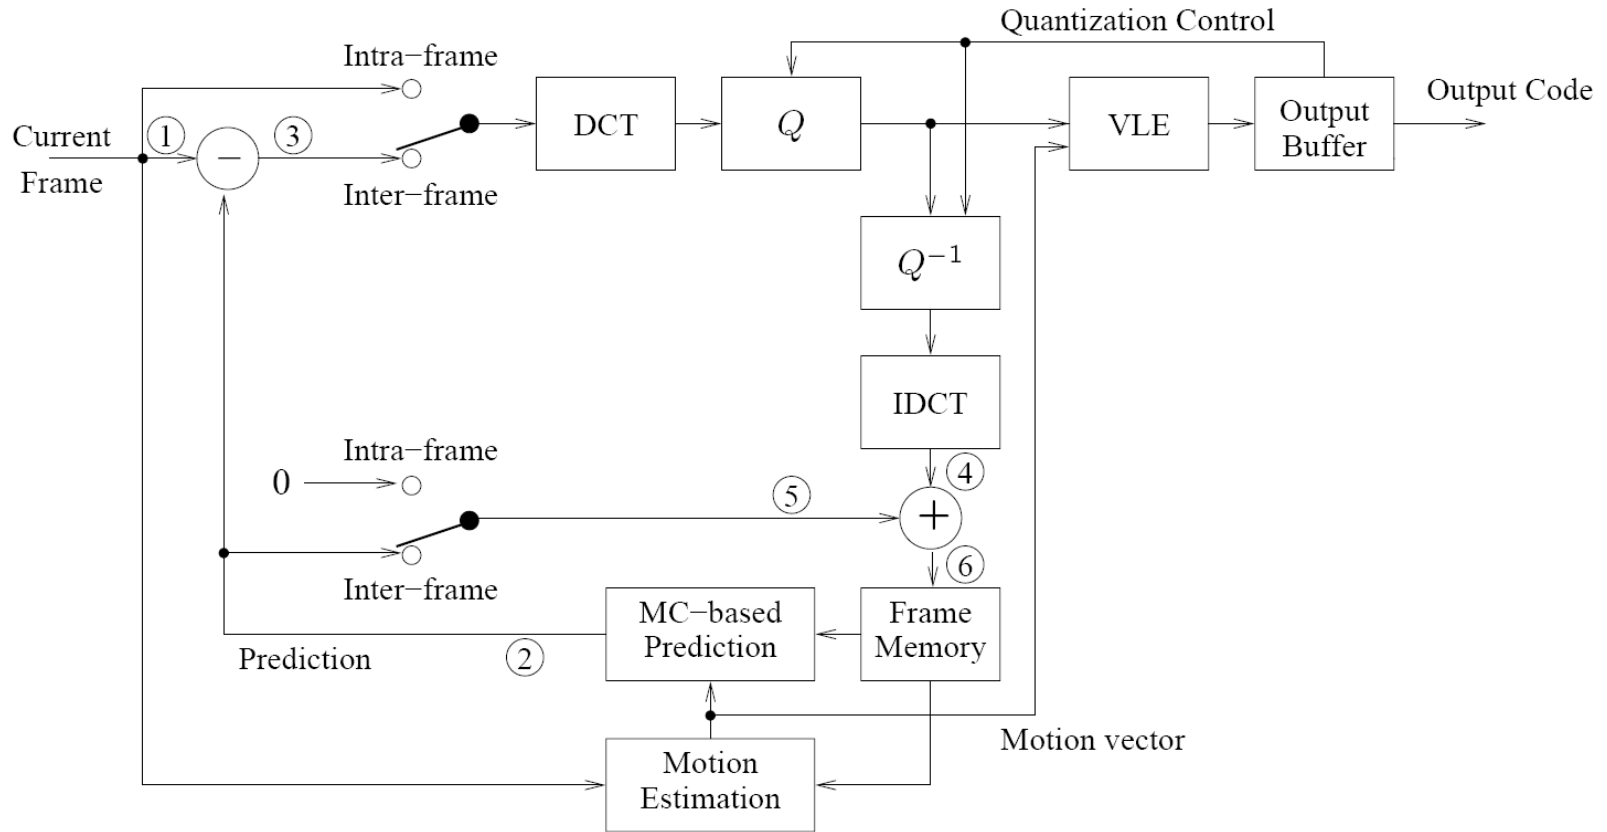 Quantization Control
Intra−frame
Output Code
Current
Frame
1
−
3
DCT
Q
VLE
Output
Buffer
Inter−frame
Q−1
IDCT
Intra−frame
0
4
5
+
6
Inter−frame
MC−based
Prediction
Frame
Memory
Prediction
2
Motion vector
Motion
Estimation